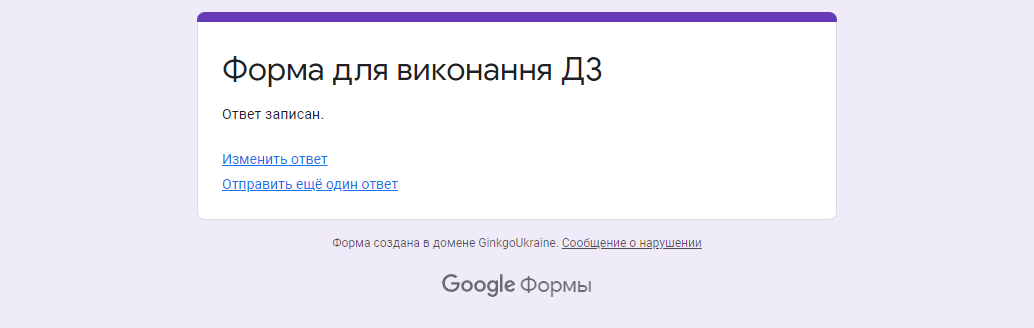 Форма для виконання ДЗ
Ответ записан.
Изменить ответ
Отправить ещё один ответ
Форма создана в домене GinkgoUkraine. Сообщение о нарушении
Google Формы